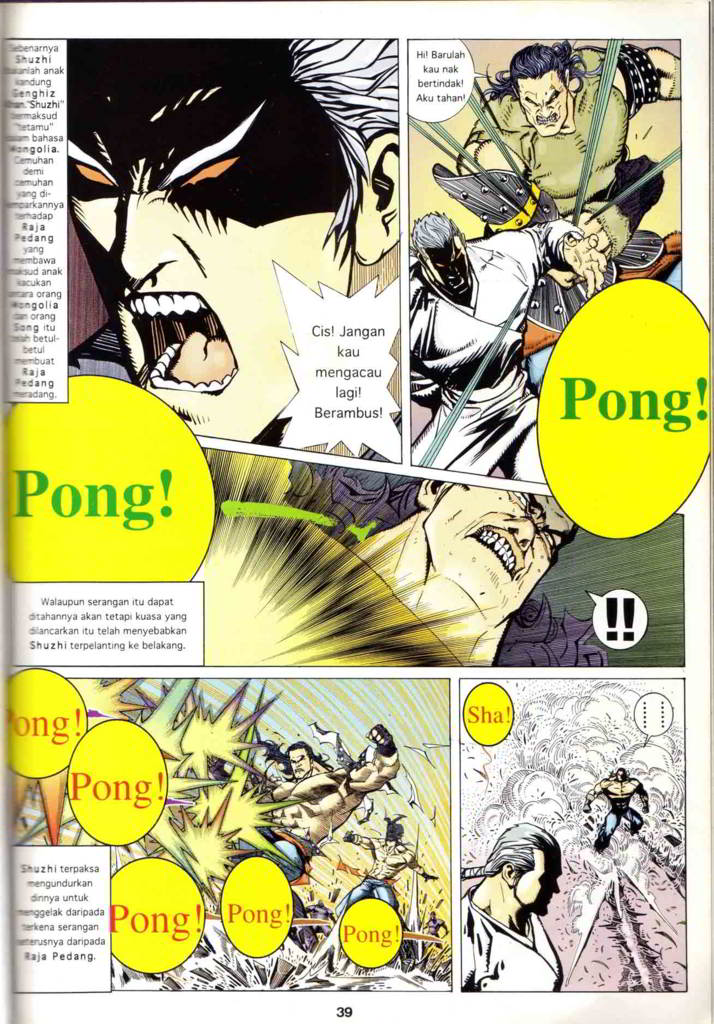 Sebenarnya
Shuzhi
bukanlah anak
kandung
Genghiz
Khan. "Shuzhi"
bermaksud
"tetamu"
dalam bahasa
Mongolia.
Cemuhan
demi
cemuhan
yang di-
lemparkannya
terhadap
Raja
Pedang
yang
membawa
maksud anak
kacukan
antara orang
Mongolia
dan orang
Song itu
telah betul-
betul
membuat
Raja
Pedang
meradang.
Cis! Jangan
kau
mengacau
lagi!
Berambus!
Hi! Barulah
kau nak
bertindak!
Aku tahan!
Pong!
Pong!
Walaupun serangan itu dapat
ditahannya akan tetapi kuasa yang
dilancarkan itu telah menyebabkan
Shuzhi terpelanting ke belakang.
!!
Pong!
Pong!
Shuzhi terpaksa
mengundurkan
dirinya untuk
menggelak daripada
terkena serangan
seterusnya daripada
Raja Pedang.
Pong!
Pong!
Pong!
Sha!
39